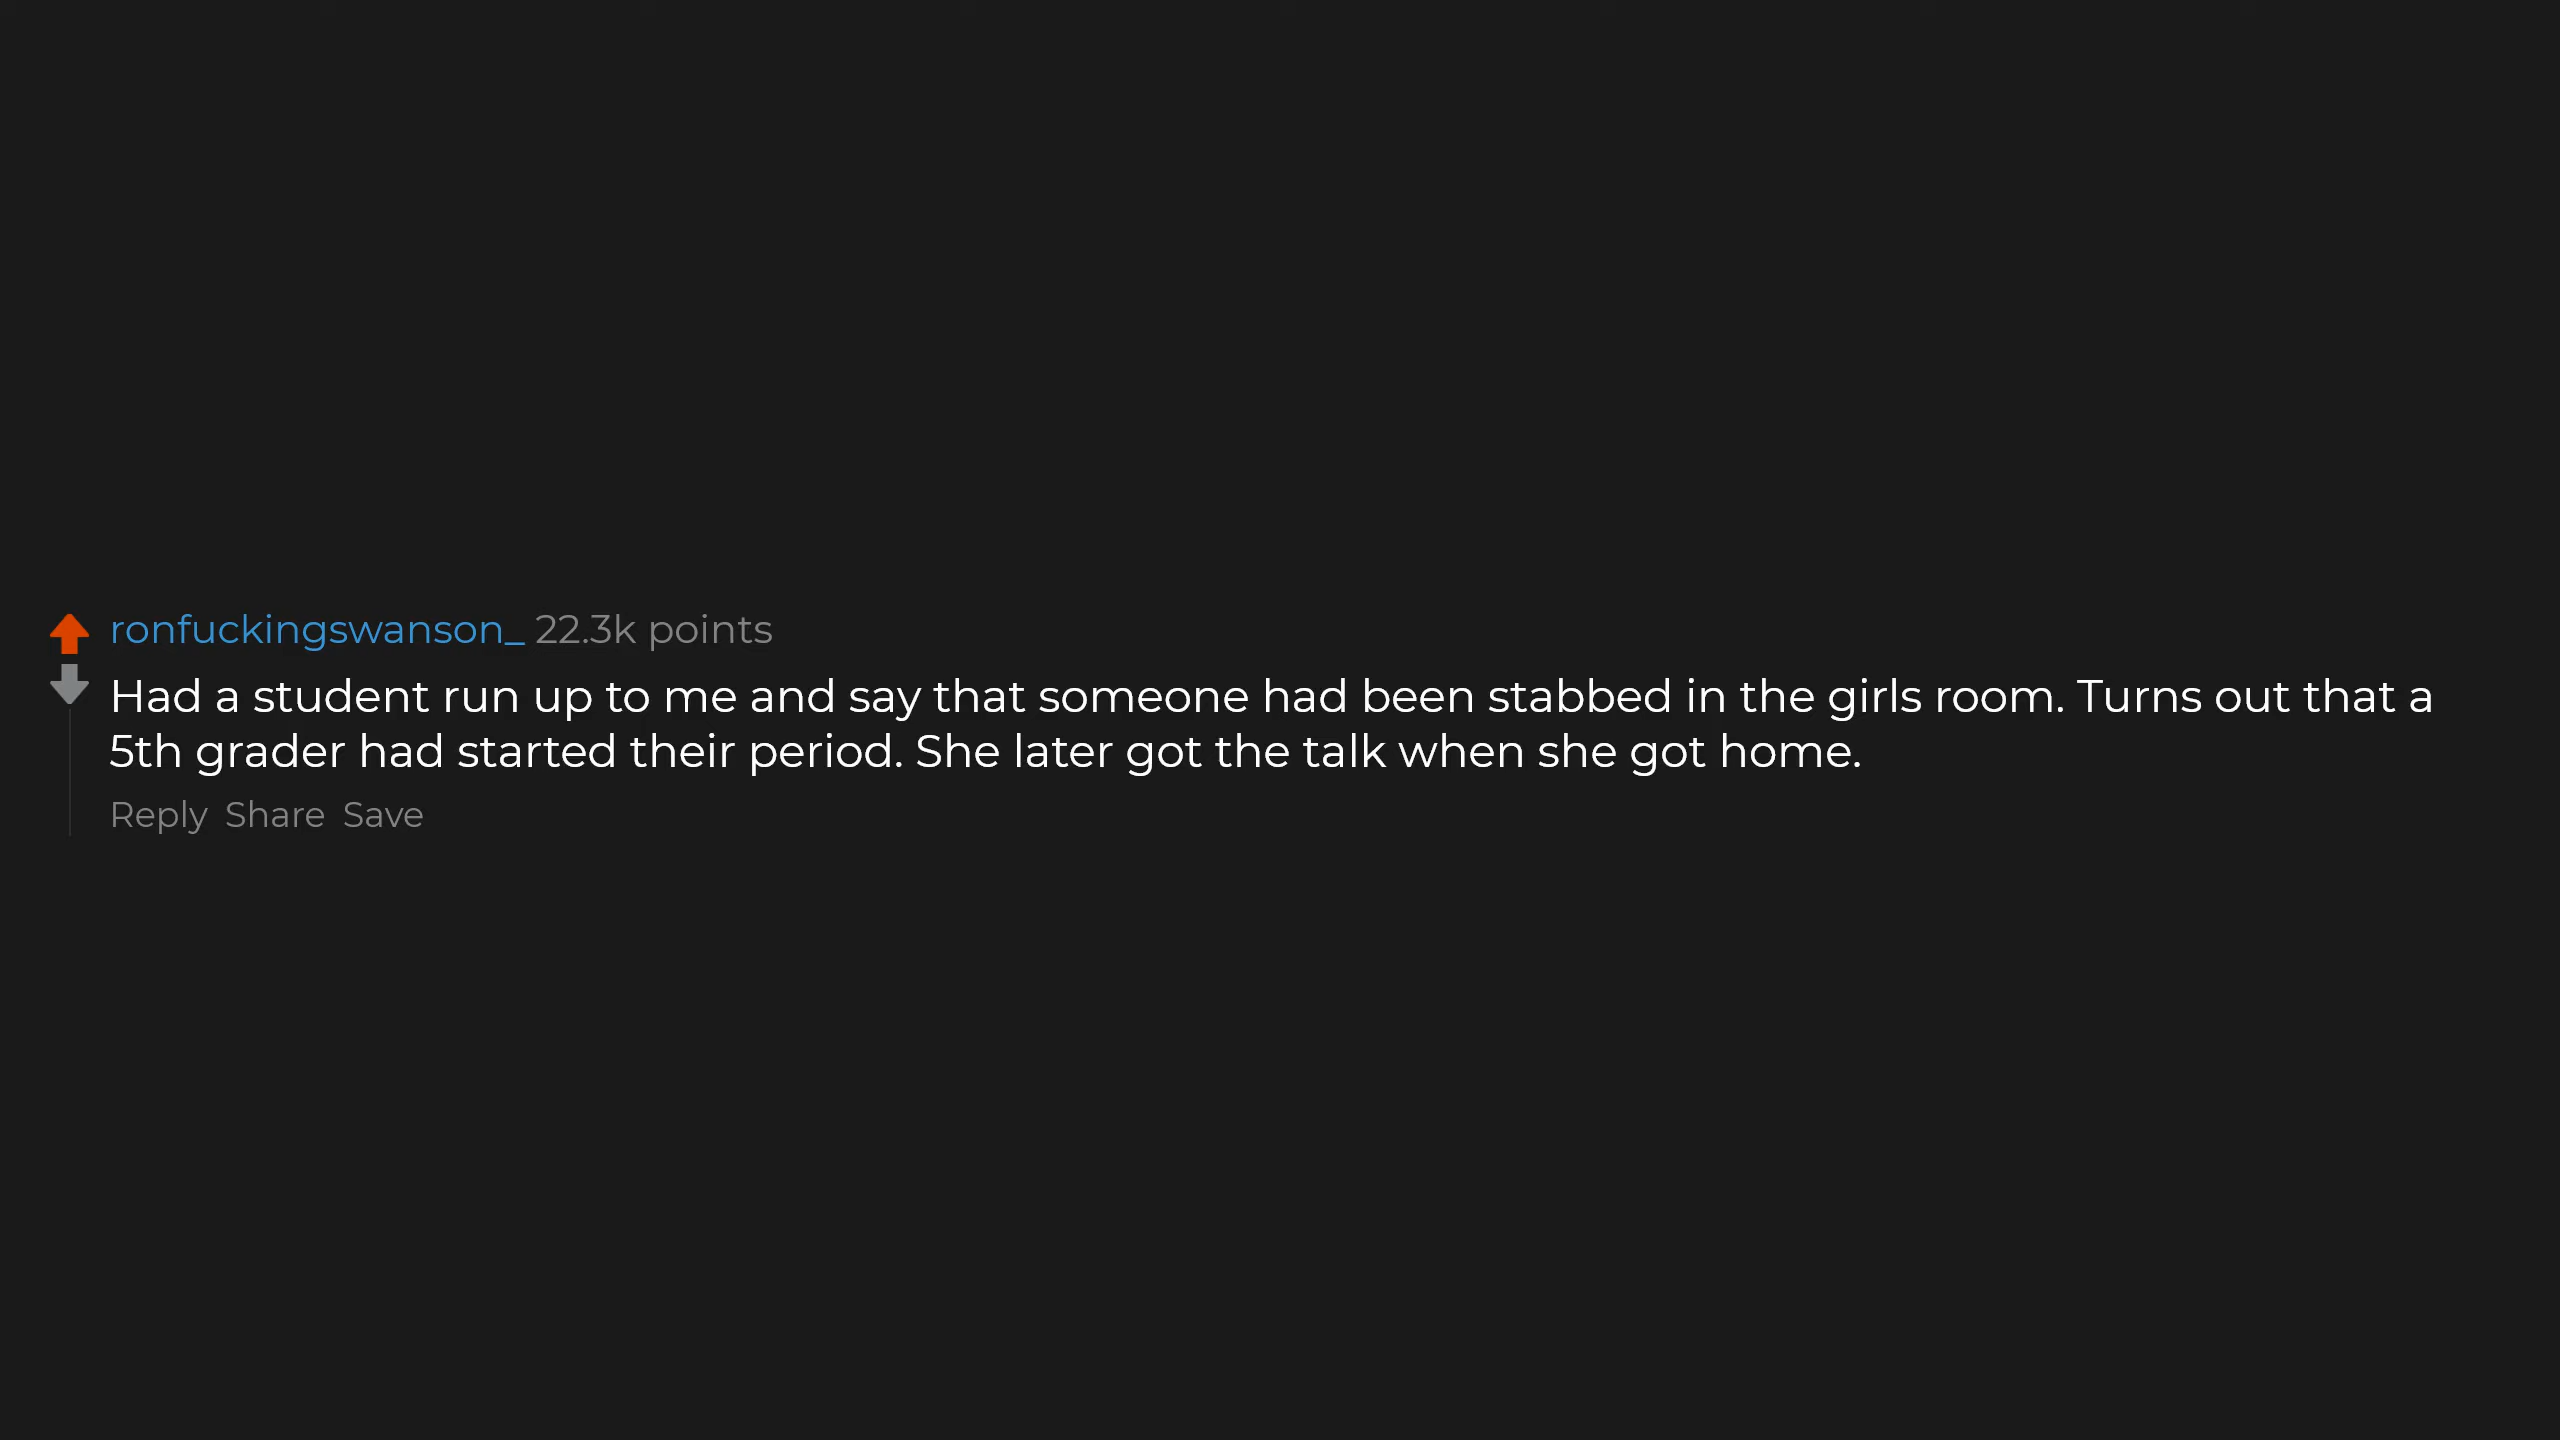 ronfuckingswanson_ 22.3k points
Had a student run up to me and say that someone had been stabbed in the girls room. Turns out that a
5th grader had started their period. She later got the talk when she got home.
Reply Share Save